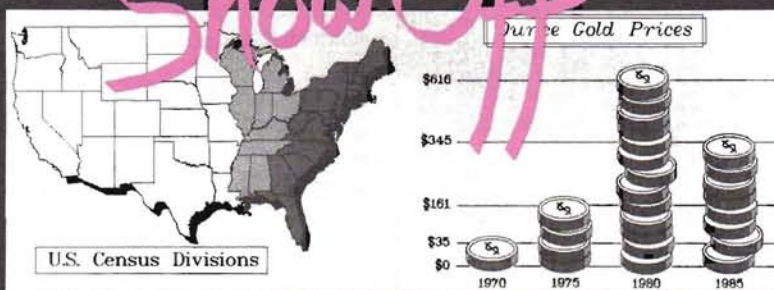 Show Off
Ounce Gold Prices
$616
$345
$161
$35
$0
1970 1975 1980 1985
U.S. Census Divisions